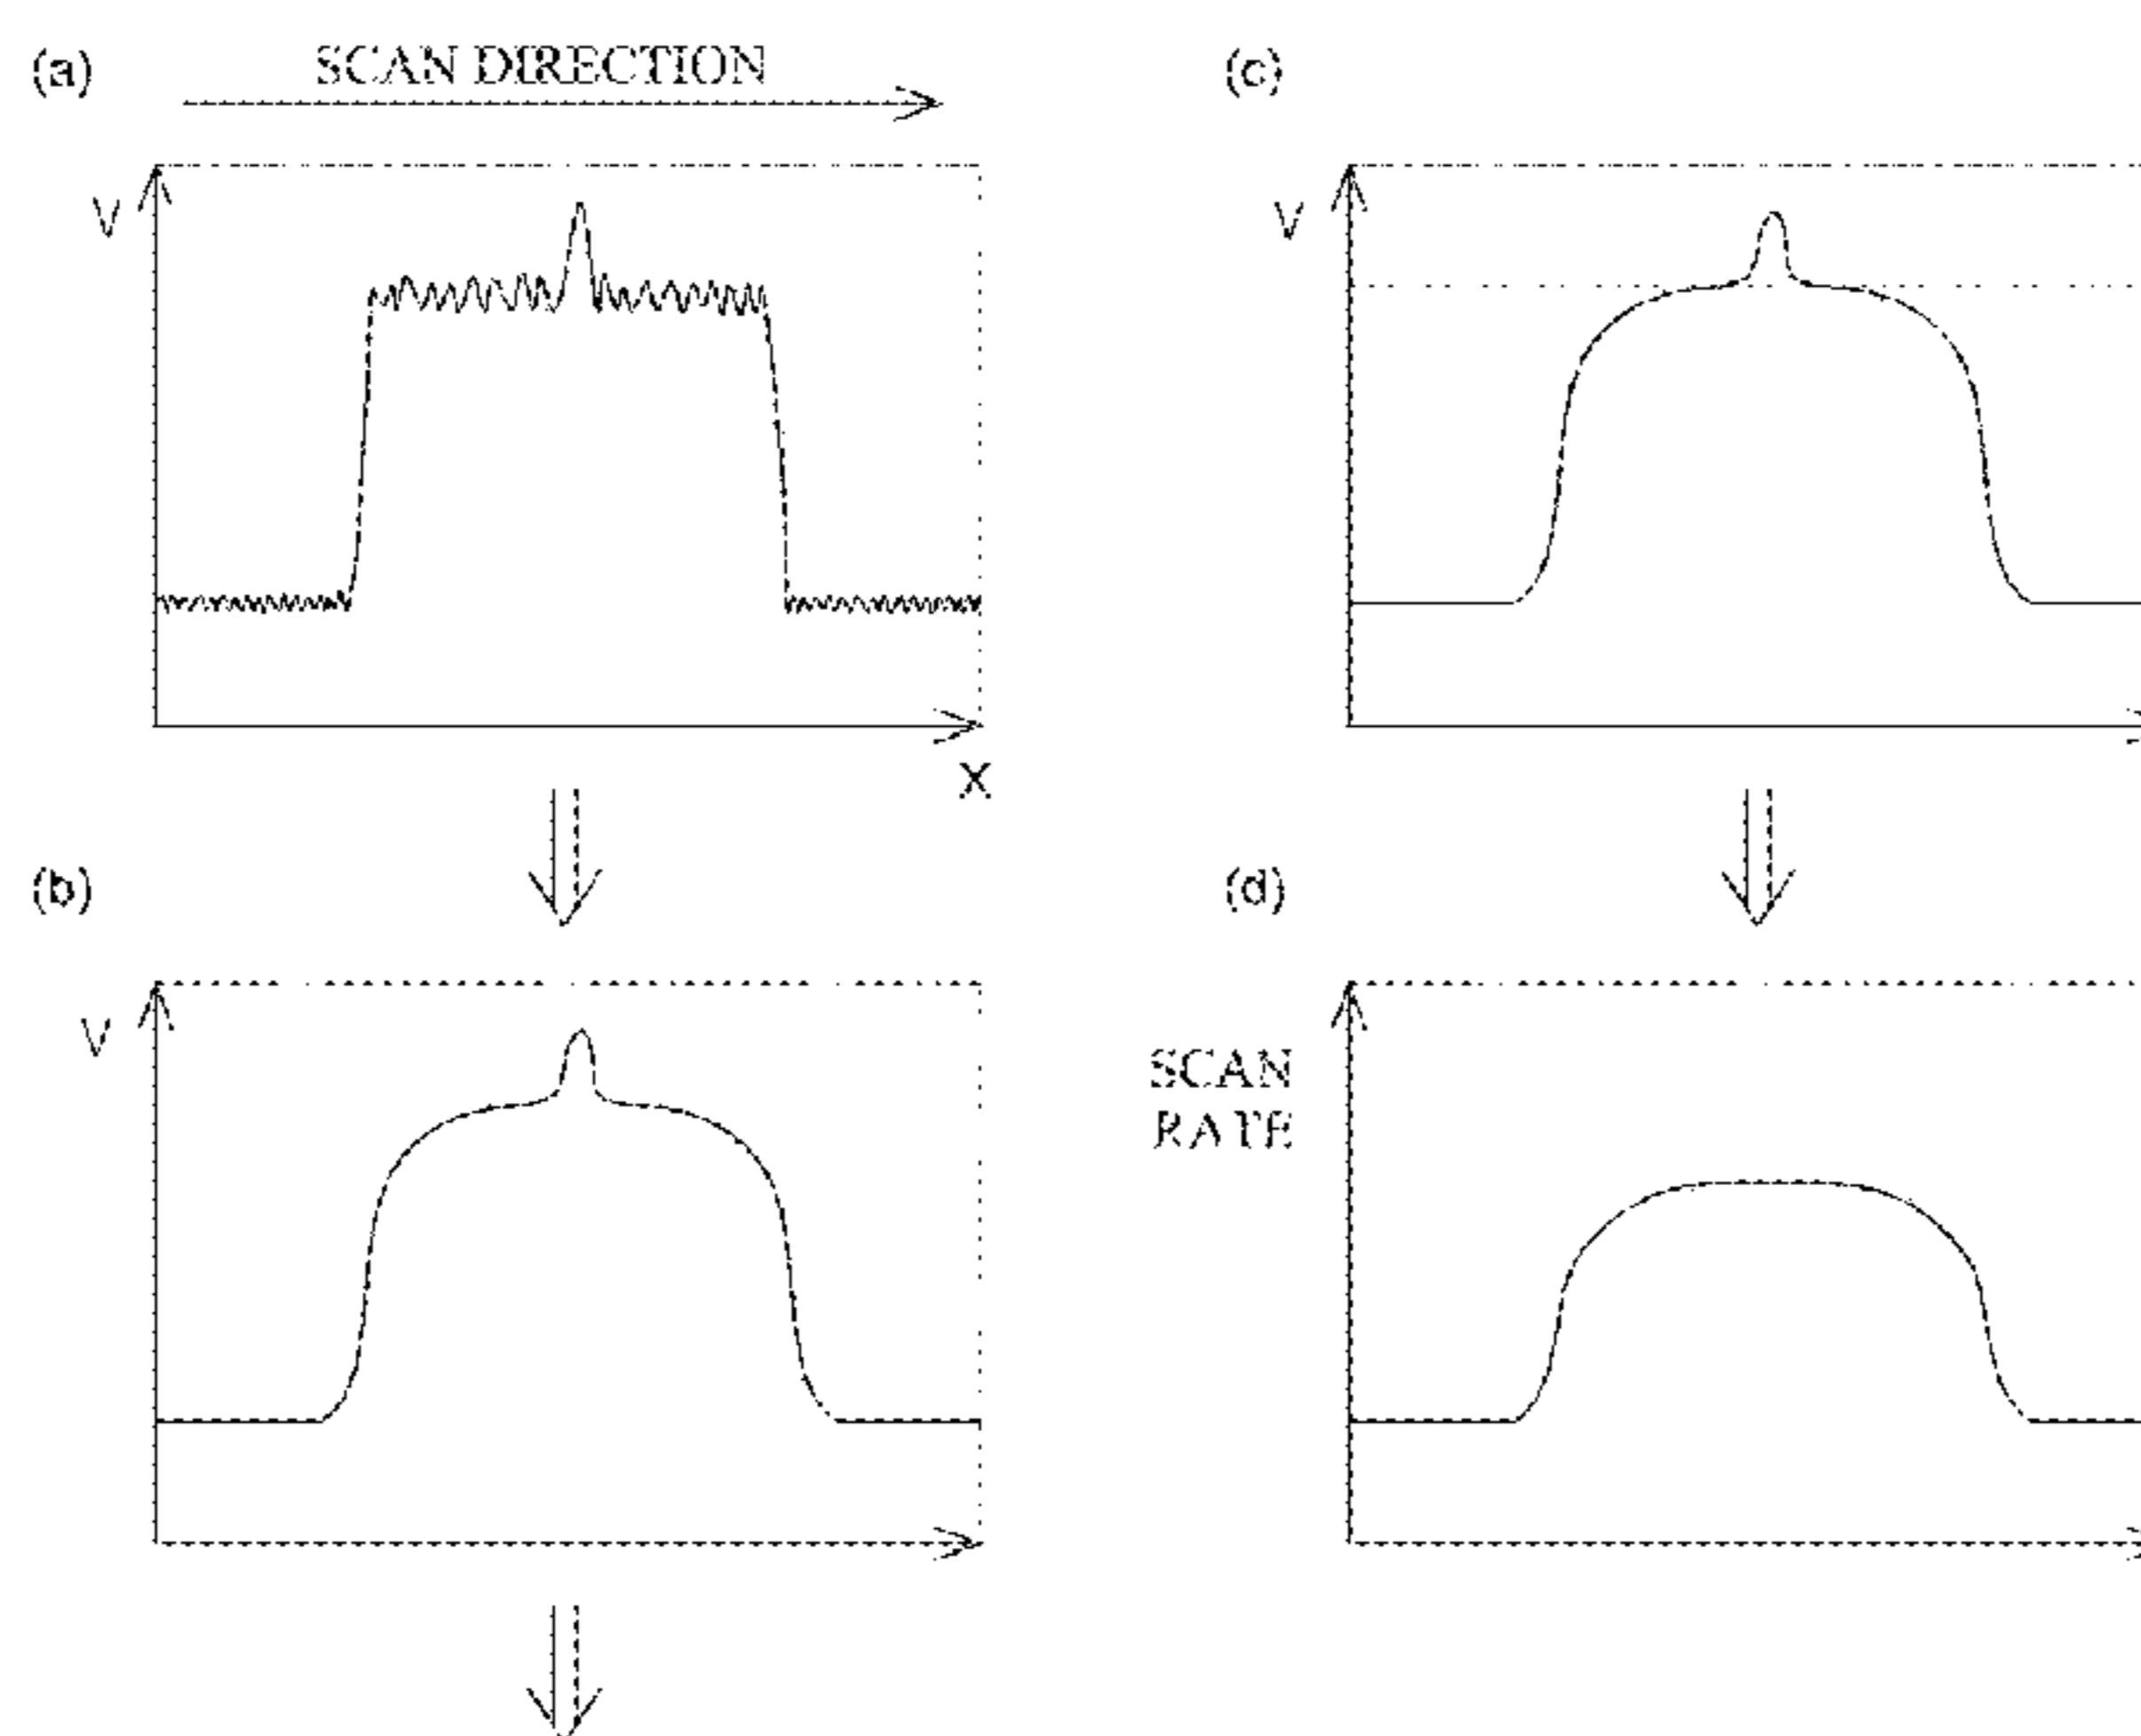 (a)
SCAN DIRECTION
V
X
(b)
V
(c)
V
(d)
SCAN
RATE